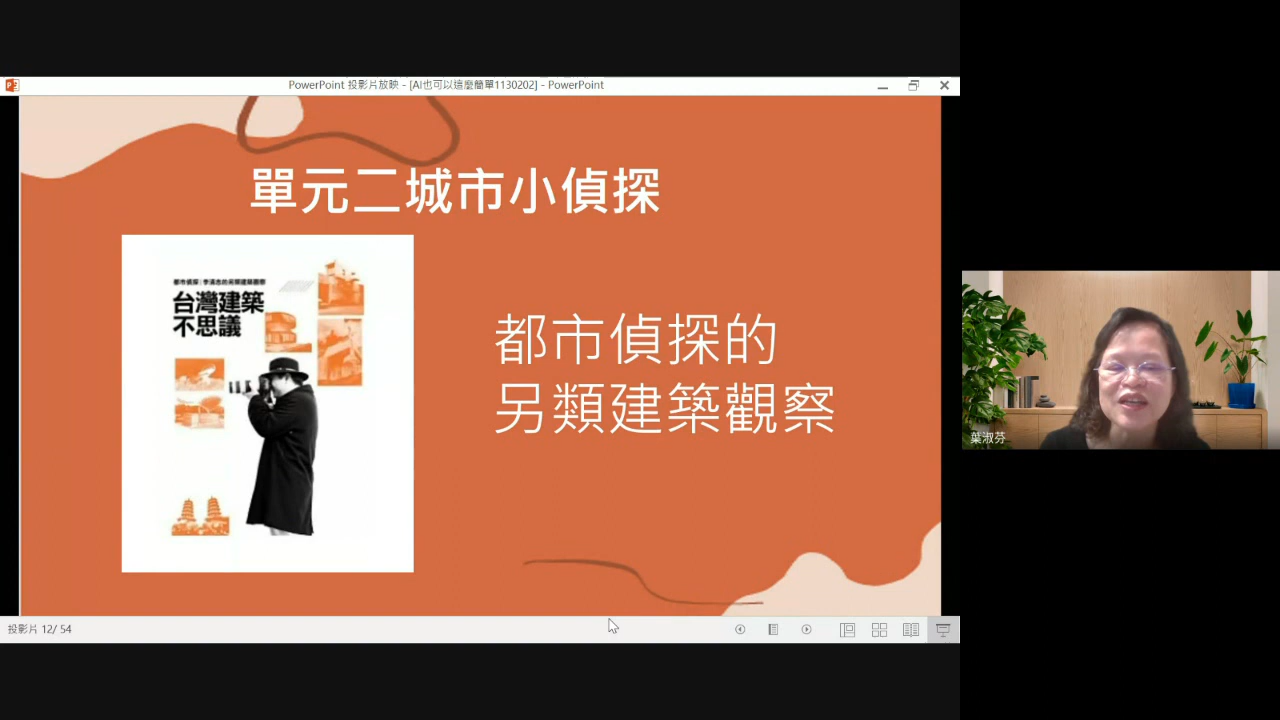 PowerPoint 投影片放映 - [AI也可以這麼簡單1130202] - PowerPoint
單元二城市小偵探
都市偵探:李清志的另類建築觀察
台灣建築
不思議
都市偵探的
另類建築觀察
葉淑芬
投影片 12/ 54